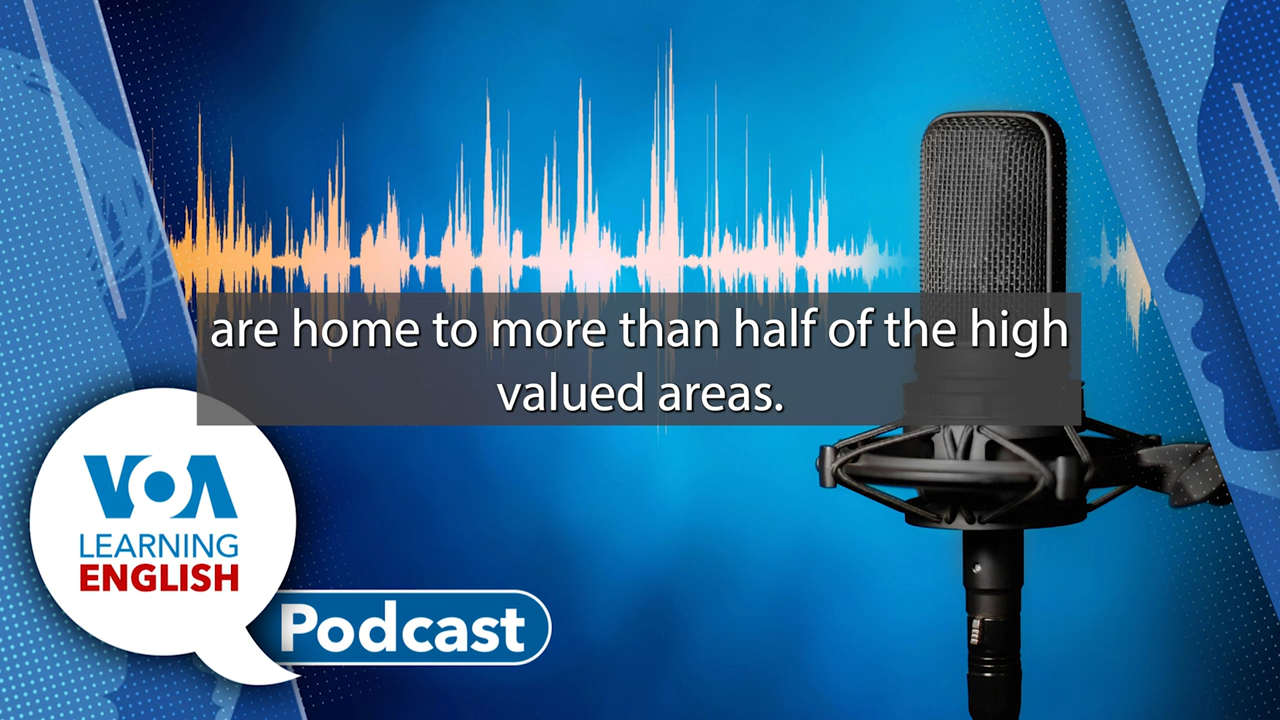 are home to more than half of the high
valued areas.
VOA
LEARNING
ENGLISH
Podcast